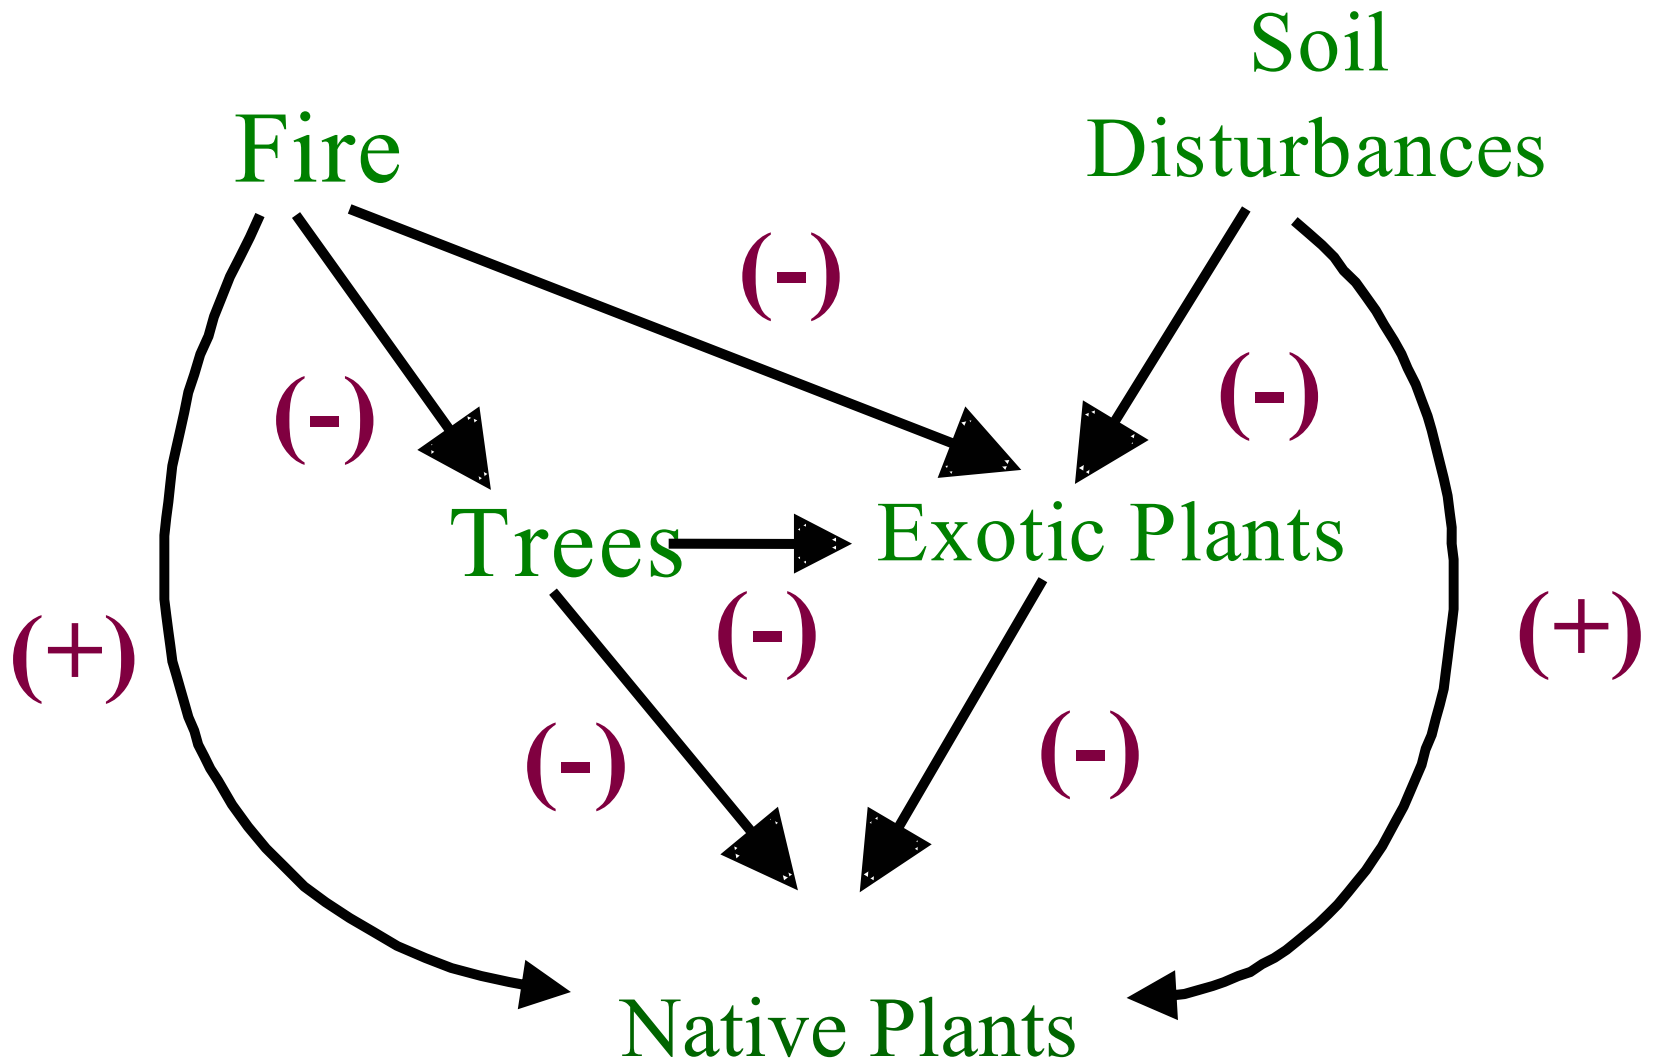 Soil
Disturbances
Fire
(-)
(-)
(-)
Trees
Exotic Plants
(-)
(+)
(+)
(-)
(-)
Native Plants